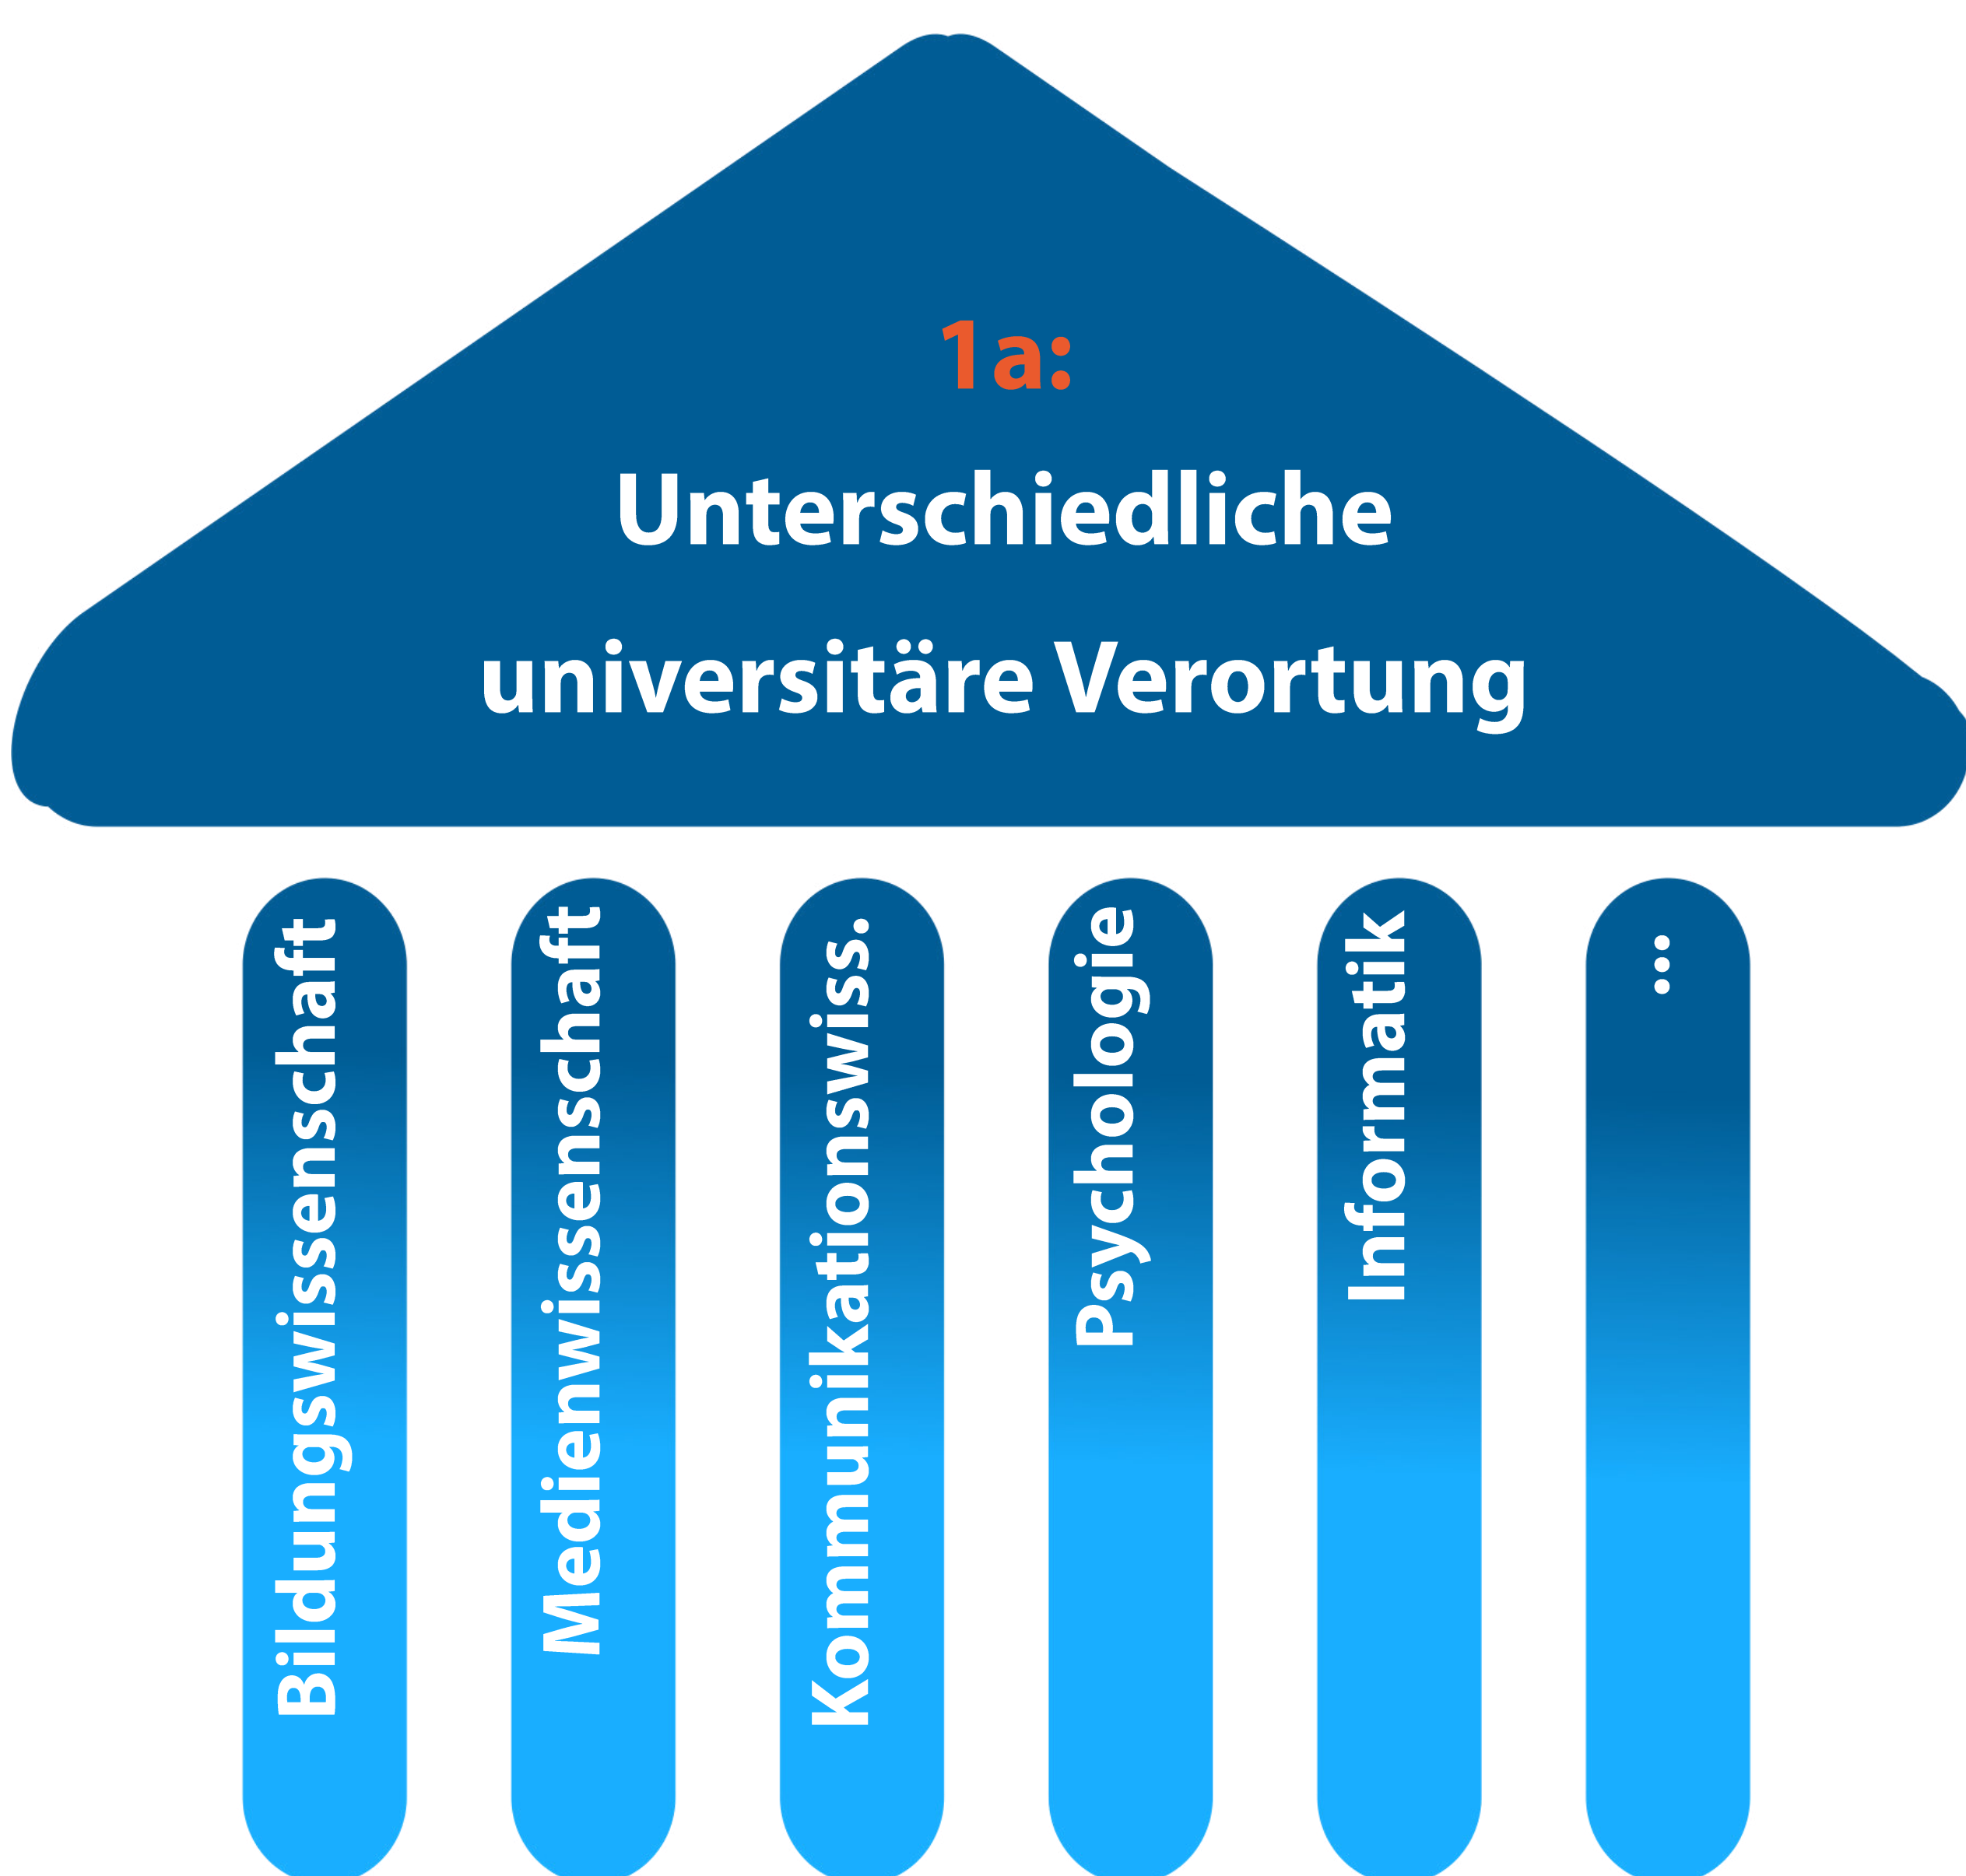 1a:
Unterschiedliche
universitäre Verortung
Bildungswissenschaft
Medienwissenschaft
Kommunikationswiss.
Psychologie
Informatik
...